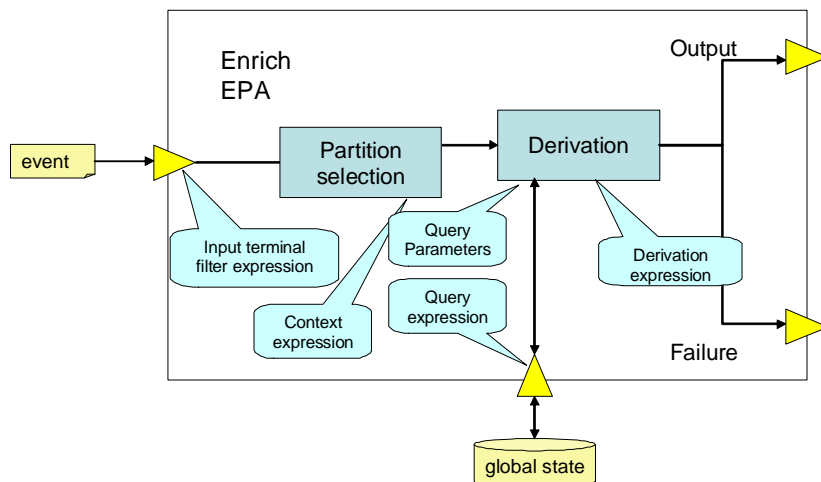 Enrich
EPA
Output
event
Partition
selection
Derivation
Input terminal
filter expression
Query
Parameters
Derivation
expression
Context
expression
Query
expression
Failure
global state